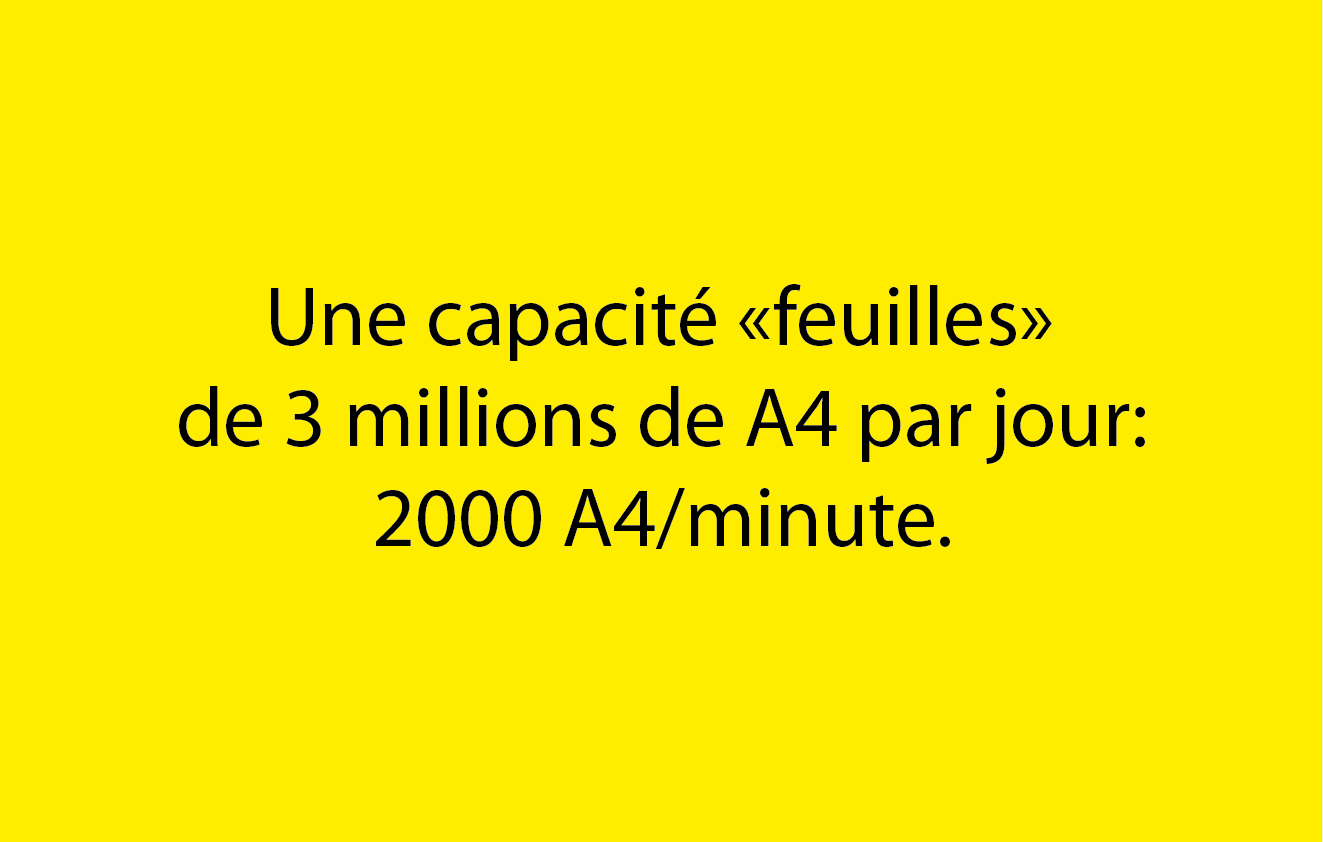 Une capacité «feuilles»
de 3 millions de A4 par jour:
2000 A4/minute.